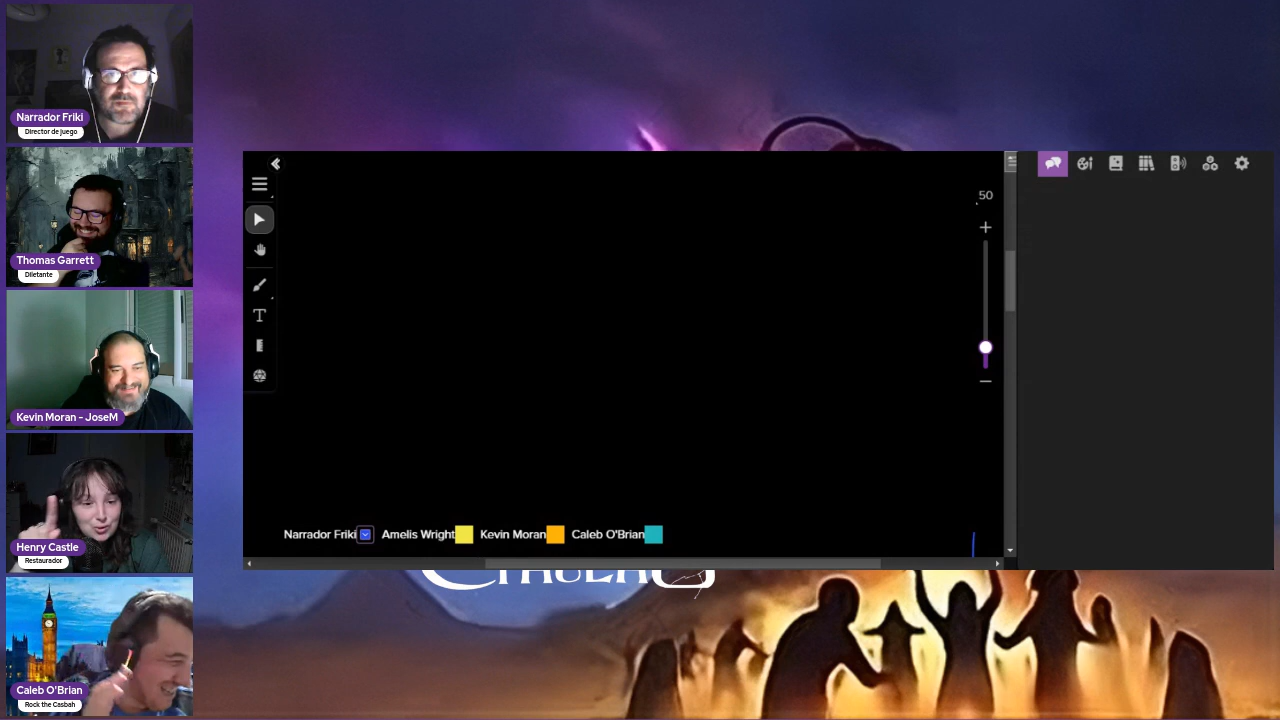 Narrador Friki
Director de juego
Thomas Garrett
Diletante
Kevin Moran - JoseM
Henry Castle
Restaurador
Caleb O'Brian
Rock the Casbah
50
Narrador Friki Amelis Wright Kevin Moran Caleb O'Brian